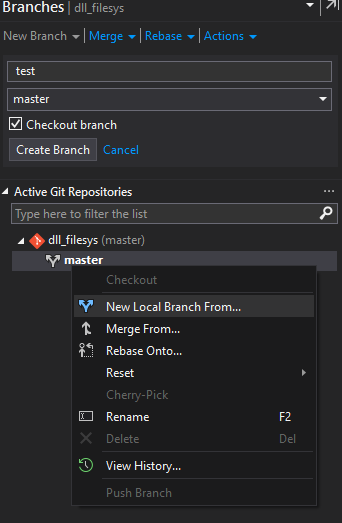 Branches | dll_filesys
New Branch | Merge | Rebase | Actions
test
master
Checkout branch
Create Branch Cancel
Active Git Repositories ...
Type here to filter the list
dll_filesys (master)
master
Checkout
New Local Branch From...
Merge From...
Rebase Onto...
Reset
Cherry-Pick
Rename F2
Delete Del
View History...
Push Branch